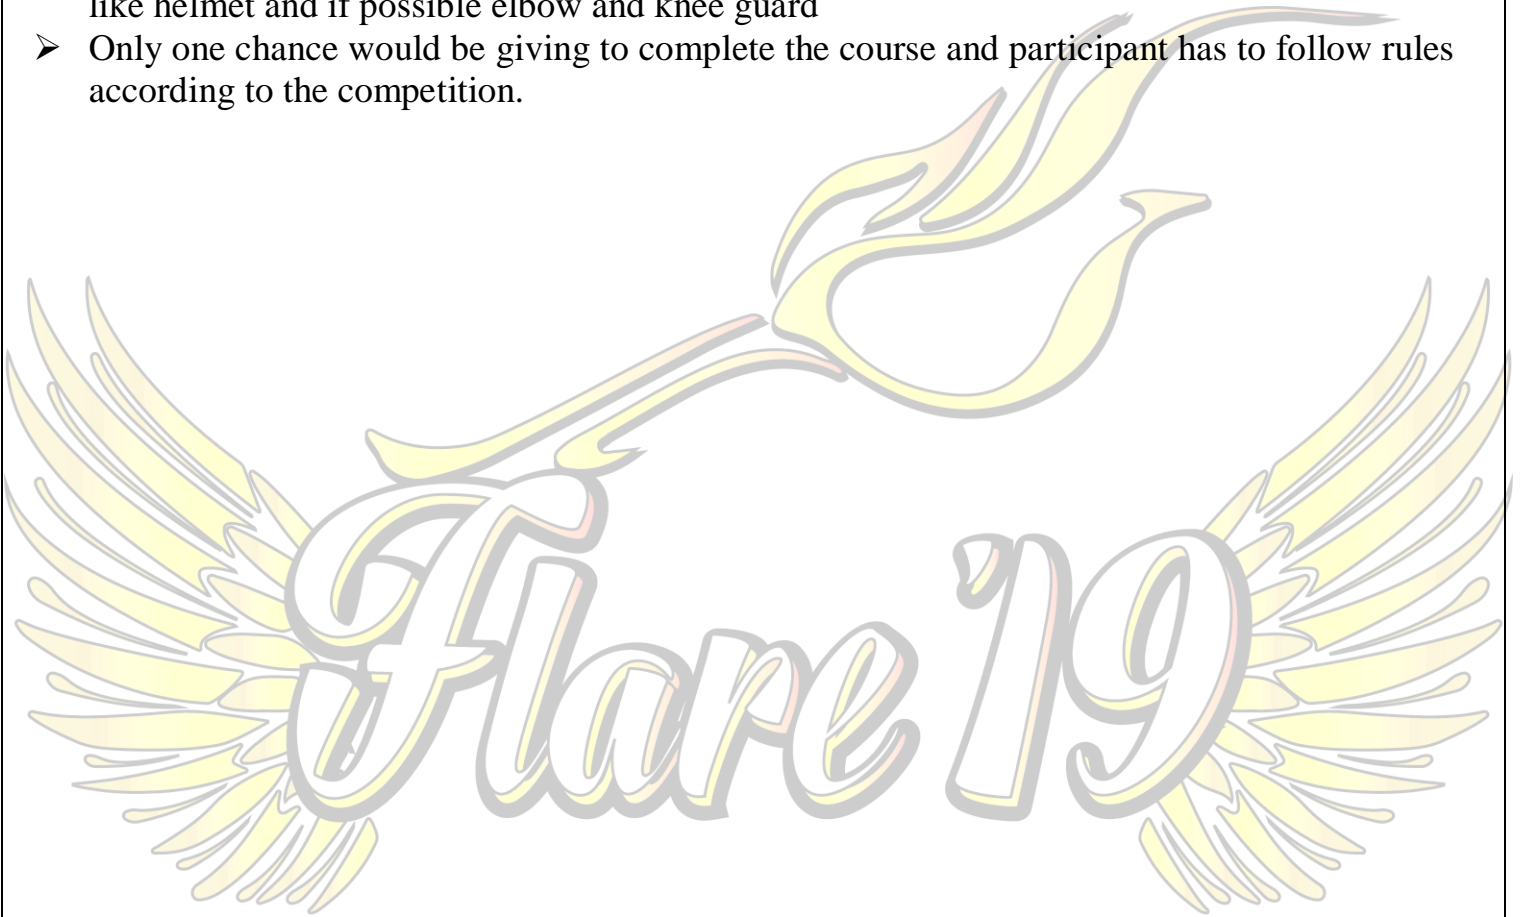 like helmet and if possible elbow and knee guard
➢ Only one chance would be giving to complete the course and participant has to follow rules
according to the competition.
Flare '19